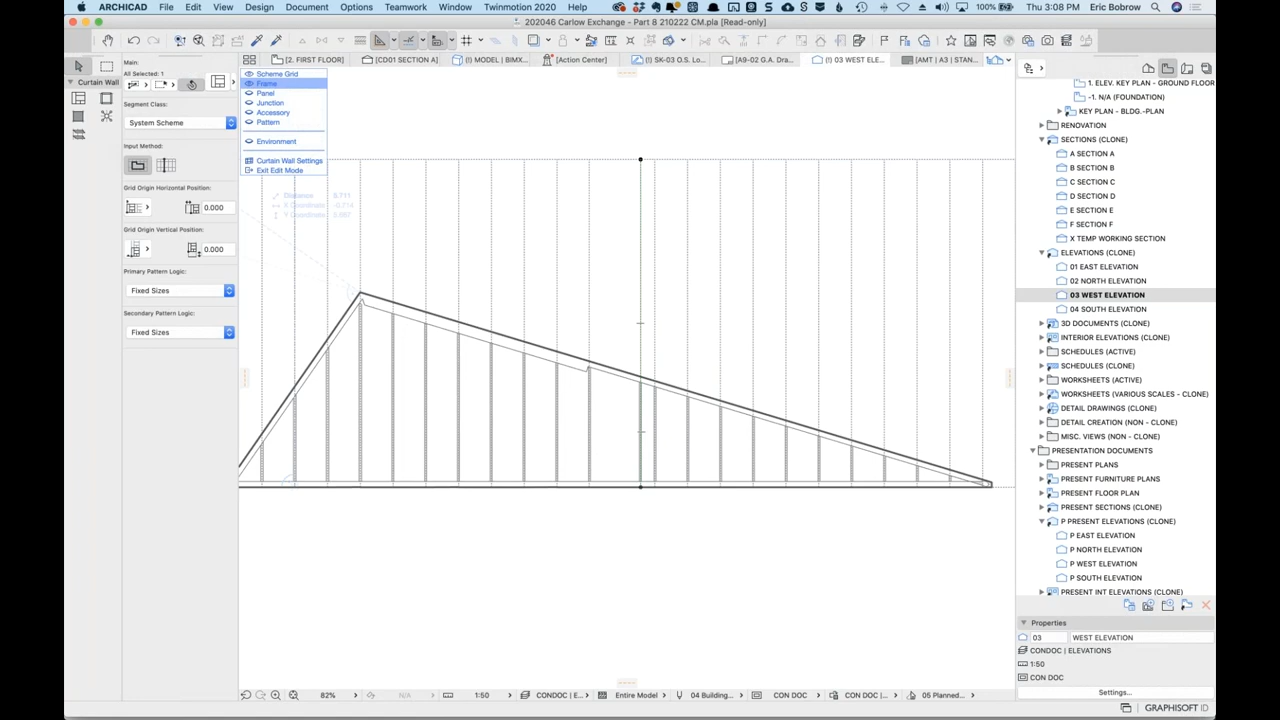 ARCHICAD File Edit View Design Document Options Teamwork Window Twinmotion 2020 Help 100% Thu 3:08 PM Eric Bobrow
202046 Carlow Exchange - Part 8 210222 CM.pla [Read-only]
[2. FIRST FLOOR] [CD01 SECTION A] (!) MODEL | BIMX... [Action Center] (!) SK-03 O.S. Lo... [A9-02 G.A. Dra... (!) 03 WEST ELE... [AMT | A3 | STAN...
Main:
All Selected: 1
Curtain Wall
Segment Class:
System Scheme
Input Method:
Grid Origin Horizontal Position:
0.000
Grid Origin Vertical Position:
0.000
Primary Pattern Logic:
Fixed Sizes
Secondary Pattern Logic:
Fixed Sizes
Scheme Grid
Frame
Panel
Junction
Accessory
Pattern
Environment
Curtain Wall Settings
Exit Edit Mode
Distance 5.711
X Coordinate -0.714
Y Coordinate
1. ELEV. KEY PLAN - GROUND FLOOR
-1. N/A (FOUNDATION)
KEY PLAN - BLDG.-PLAN
RENOVATION
SECTIONS (CLONE)
A SECTION A
B SECTION B
C SECTION C
D SECTION D
E SECTION E
F SECTION F
X TEMP WORKING SECTION
ELEVATIONS (CLONE)
01 EAST ELEVATION
02 NORTH ELEVATION
03 WEST ELEVATION
04 SOUTH ELEVATION
3D DOCUMENTS (CLONE)
INTERIOR ELEVATIONS (CLONE)
SCHEDULES (ACTIVE)
SCHEDULES (CLONE)
WORKSHEETS (ACTIVE)
WORKSHEETS (VARIOUS SCALES - CLONE)
DETAIL DRAWINGS (CLONE)
DETAIL CREATION (NON - CLONE)
MISC. VIEWS (NON - CLONE)
PRESENTATION DOCUMENTS
PRESENT PLANS
PRESENT FURNITURE PLANS
PRESENT FLOOR PLAN
PRESENT SECTIONS (CLONE)
P PRESENT ELEVATIONS (CLONE)
P EAST ELEVATION
P NORTH ELEVATION
P WEST ELEVATION
P SOUTH ELEVATION
PRESENT INT ELEVATIONS (CLONE)
Properties
03 WEST ELEVATION
CONDOC | ELEVATIONS
1:50
CON DOC
Settings...
82% N/A 1:50 CONDOC | E... Entire Model 04 Building... CON DOC CON DOC |... 05 Planned...
GRAPHISOFT ID